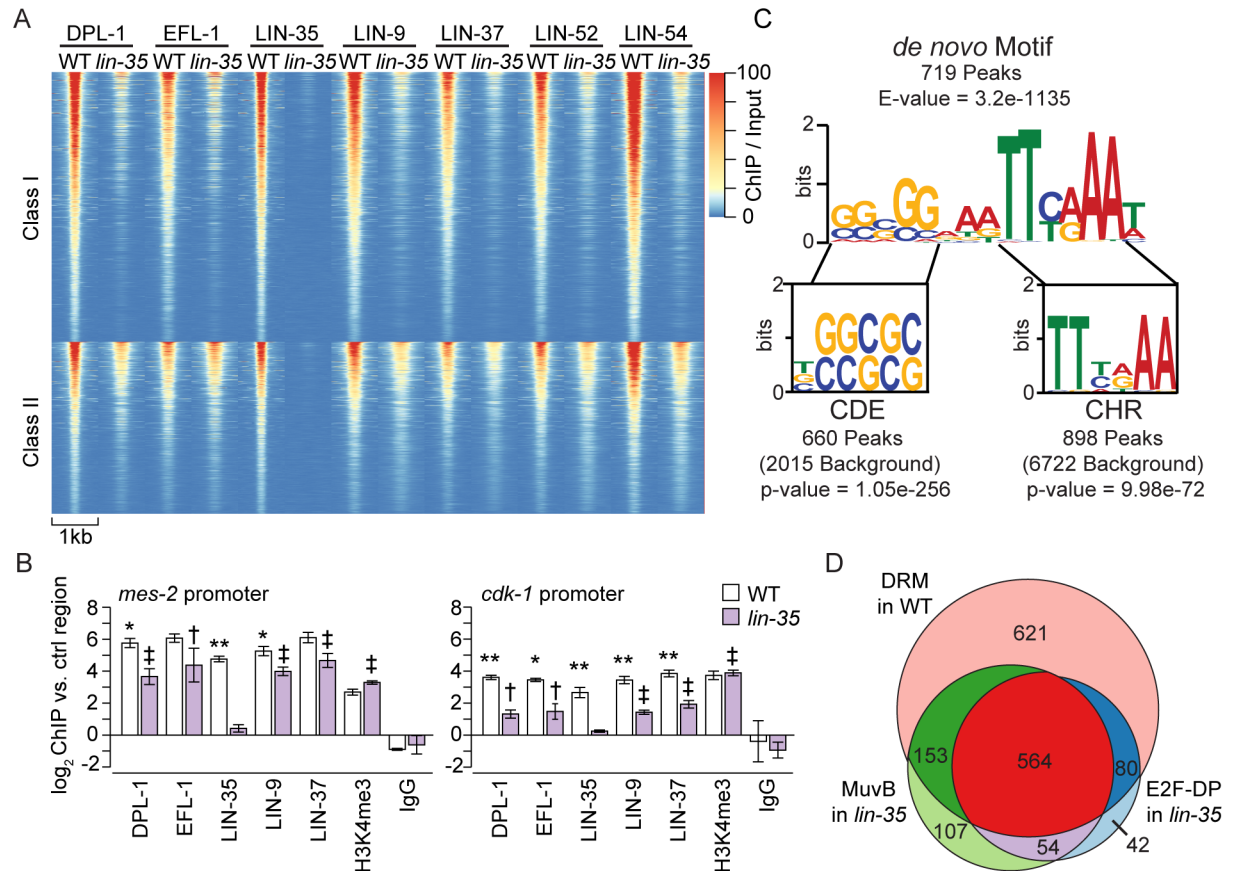 A
DPL-1 EFL-1 LIN-35 LIN-9 LIN-37 LIN-52 LIN-54
WT lin-35 WT lin-35 WT lin-35 WT lin-35 WT lin-35 WT lin-35 WT lin-35
100
ChIP / Input
0
Class I
Class II
1kb
B
log2 ChIP vs. ctrl region
mes-2 promoter
8
6
4
2
0
-2
* ‡ † ** * ‡ ‡ ‡
DPL-1
EFL-1
LIN-35
LIN-9
LIN-37
H3K4me3
IgG
cdk-1 promoter
8
6
4
2
0
-2
** † * † ** ** ‡ ** ‡ ‡
DPL-1
EFL-1
LIN-35
LIN-9
LIN-37
H3K4me3
IgG
WT
lin-35
C
de novo Motif
719 Peaks
E-value = 3.2e-1135
2
bits
0
2
bits
0
CDE
660 Peaks
(2015 Background)
p-value = 1.05e-256
2
bits
0
CHR
898 Peaks
(6722 Background)
p-value = 9.98e-72
D
DRM
in WT
621
153
564
80
MuvB
in lin-35
E2F-DP
in lin-35
107
54
42